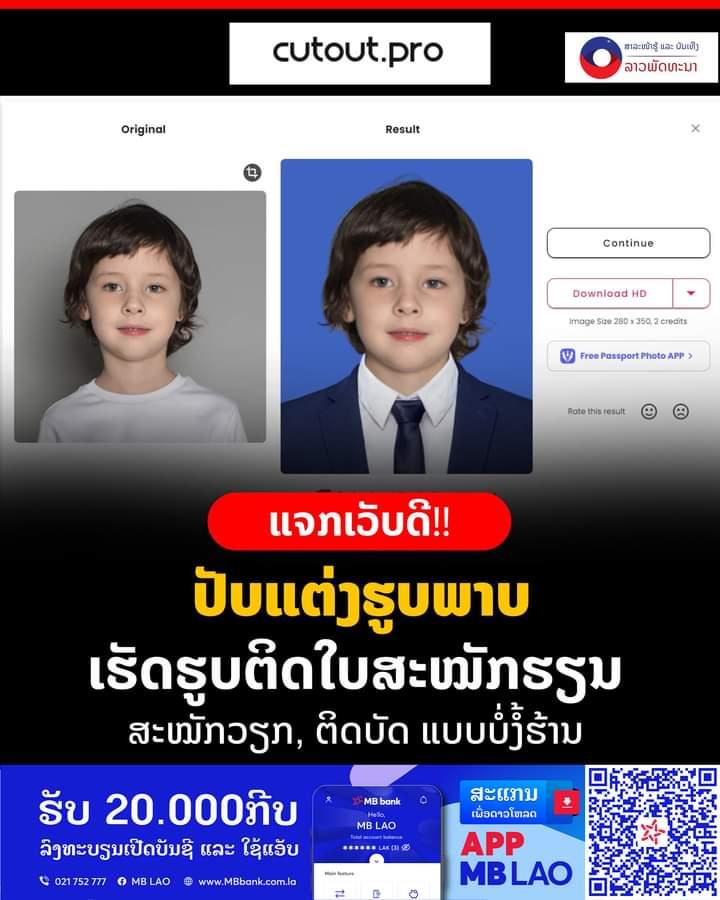 cutout.pro
ສາລະໜ້າຮູ້ ແລະ ບັນເທີງ
ລາວພັດທະນາ
Original
Result
Continue
Download HD
Image Size 280 x 350, 2 credits
Free Passport Photo APP >
Rate this result
ແຈກເວັບດີ!!
ປັບແຕ່ງຮູບພາບ
ເຮັດຮູບຕິດໃບສະໝັກຮຽນ
ສະໝັກວຽກ, ຕິດບັດ ແບບບໍ່ງໍ້ຮ້ານ
ຮັບ 20.000ກີບ
ລົງທະບຽນເປີດບັນຊີ ແລະ ໃຊ້ແອັບ
021 752 777 MB LAO www.MBbank.com.la
MB bank
Hello,
MB LAO
Total account balance
****** LAK (3)
Main feature
ສະແກນ
ເພື່ອດາວໂຫລດ
APP
MB LAO